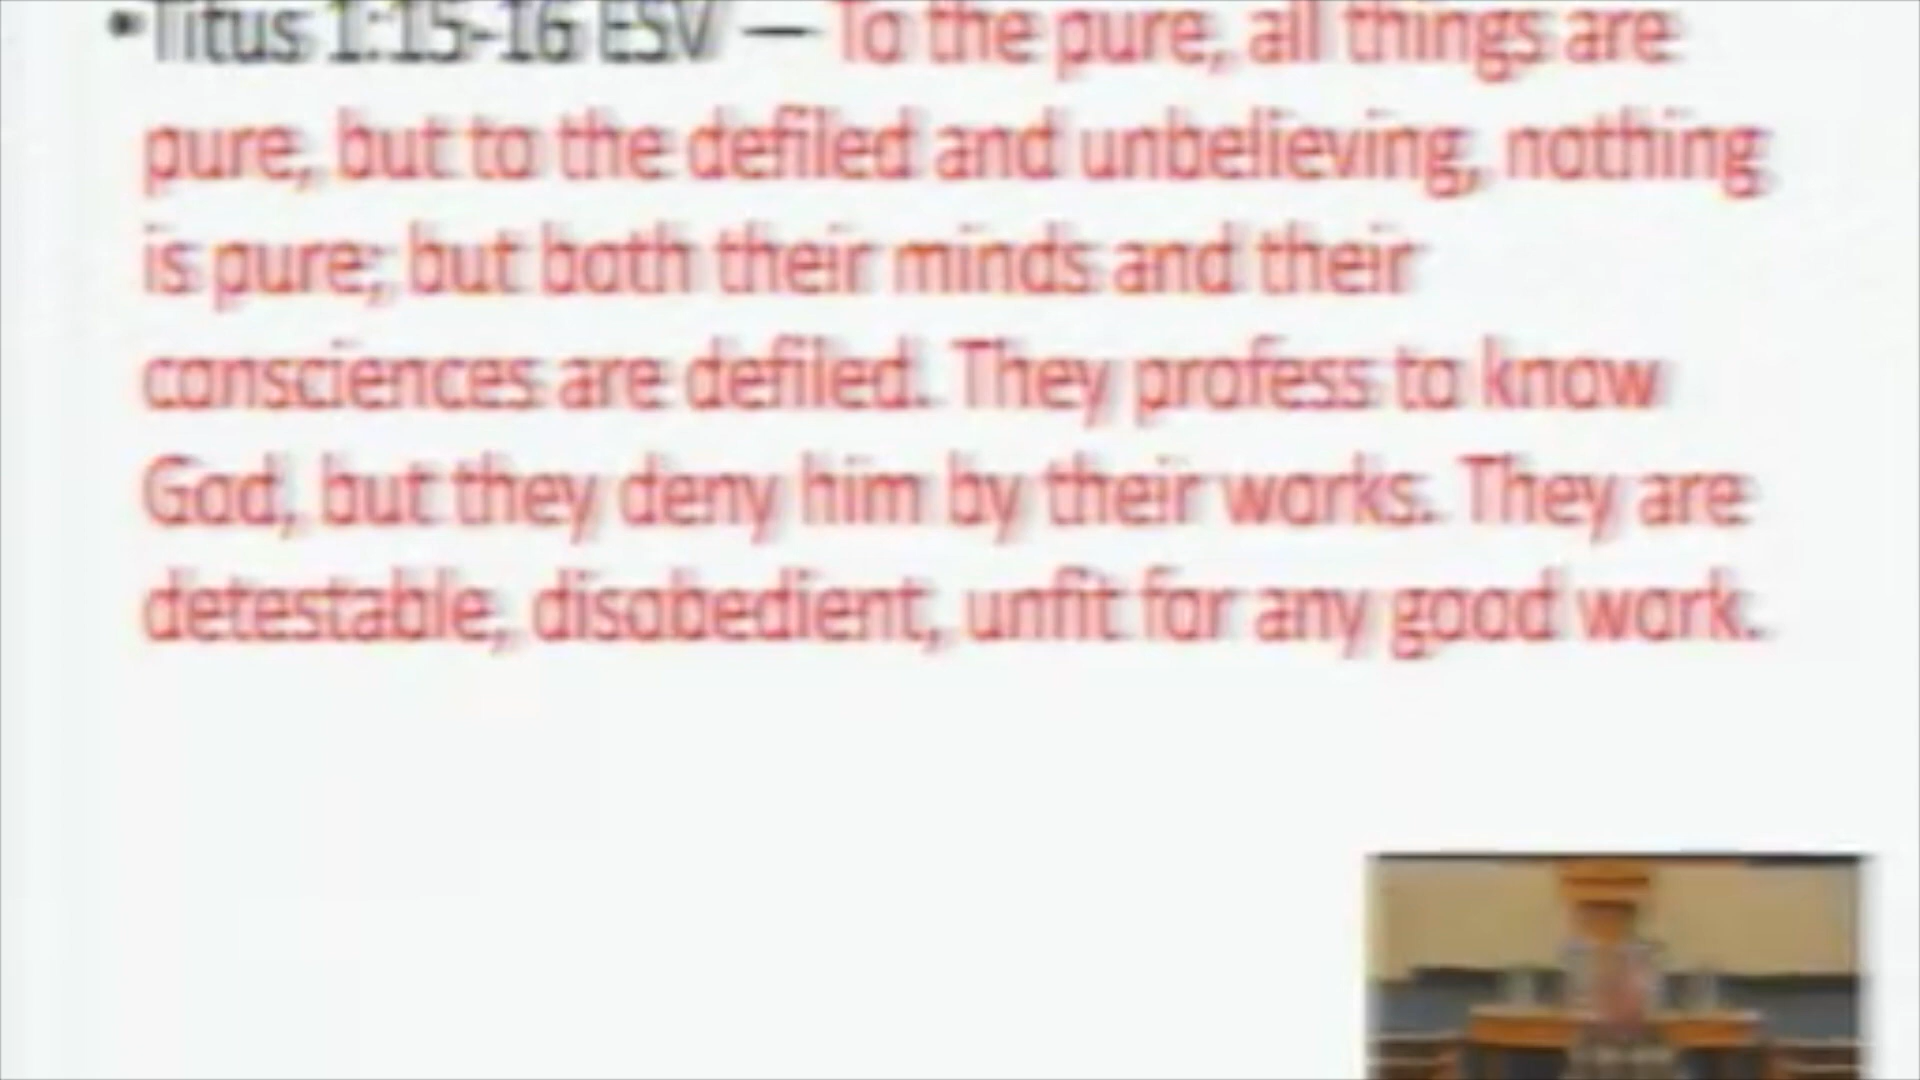 •Titus 1:15-16 ESV — To the pure, all things are
pure, but to the defiled and unbelieving, nothing
is pure; but both their minds and their
consciences are defiled. They profess to know
God, but they deny him by their works. They are
detestable, disobedient, unfit for any good work.